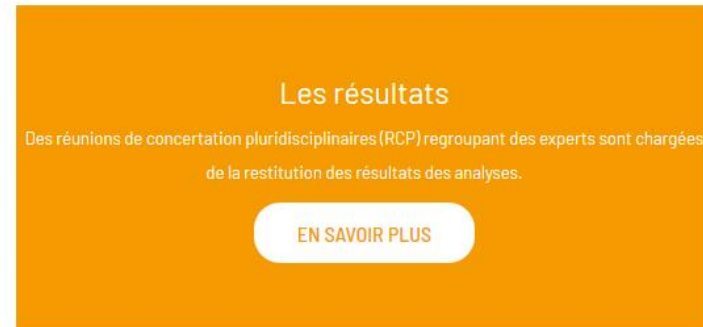 Les résultats
Des réunions de concertation pluridisciplinaires (RCP) regroupant des experts sont chargées
de la restitution des résultats des analyses.
EN SAVOIR PLUS